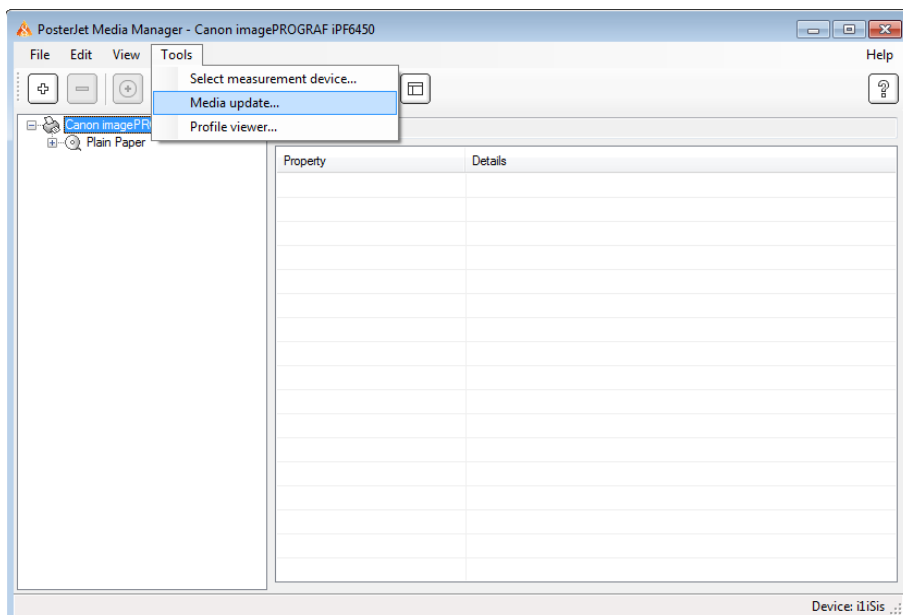 PosterJet Media Manager - Canon imagePROGRAF iPF6450
File Edit View Tools Help
Select measurement device...
Media update...
Profile viewer...
Canon imagePR
Plain Paper
Property Details
Device: i1iSis